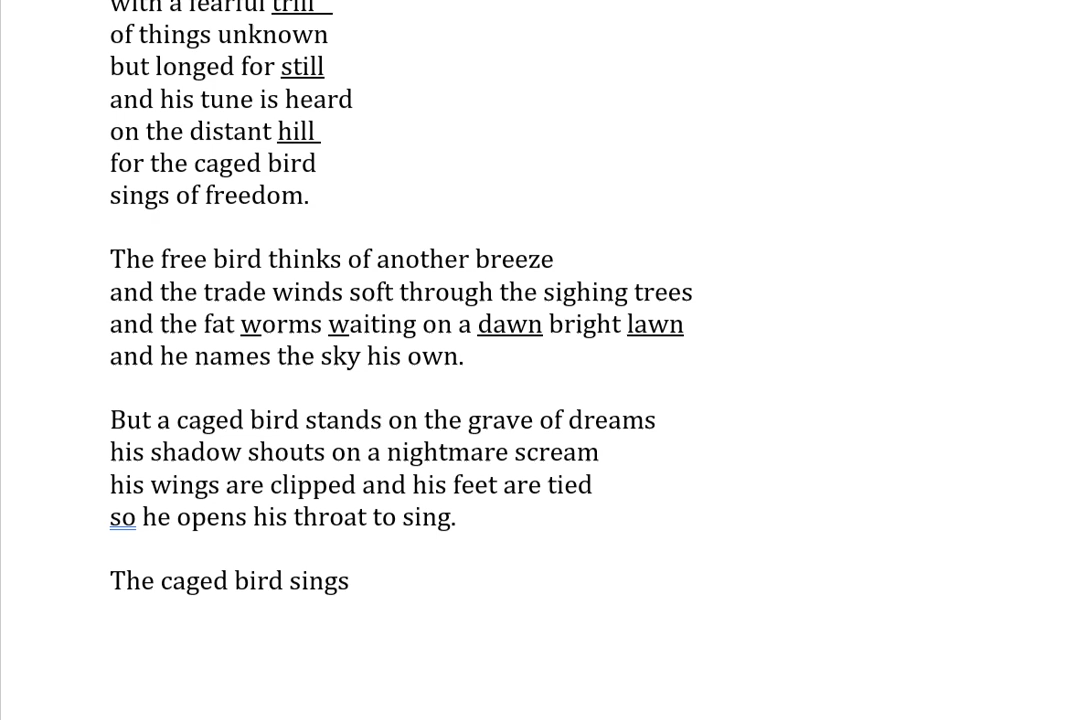 with a fearful trill
of things unknown
but longed for still
and his tune is heard
on the distant hill
for the caged bird
sings of freedom.

The free bird thinks of another breeze
and the trade winds soft through the sighing trees
and the fat worms waiting on a dawn bright lawn
and he names the sky his own.

But a caged bird stands on the grave of dreams
his shadow shouts on a nightmare scream
his wings are clipped and his feet are tied
so he opens his throat to sing.

The caged bird sings